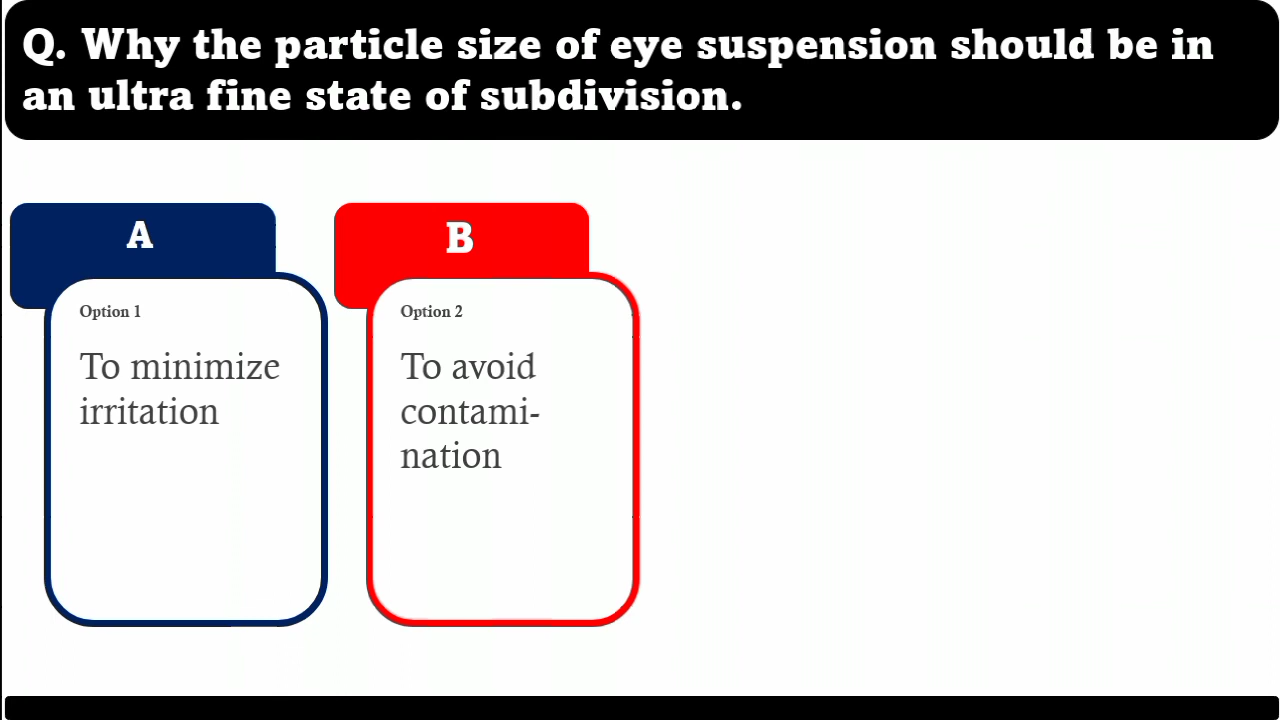 Q. Why the particle size of eye suspension should be in
an ultra fine state of subdivision.
A
Option 1
To minimize
irritation
B
Option 2
To avoid
contami-
nation